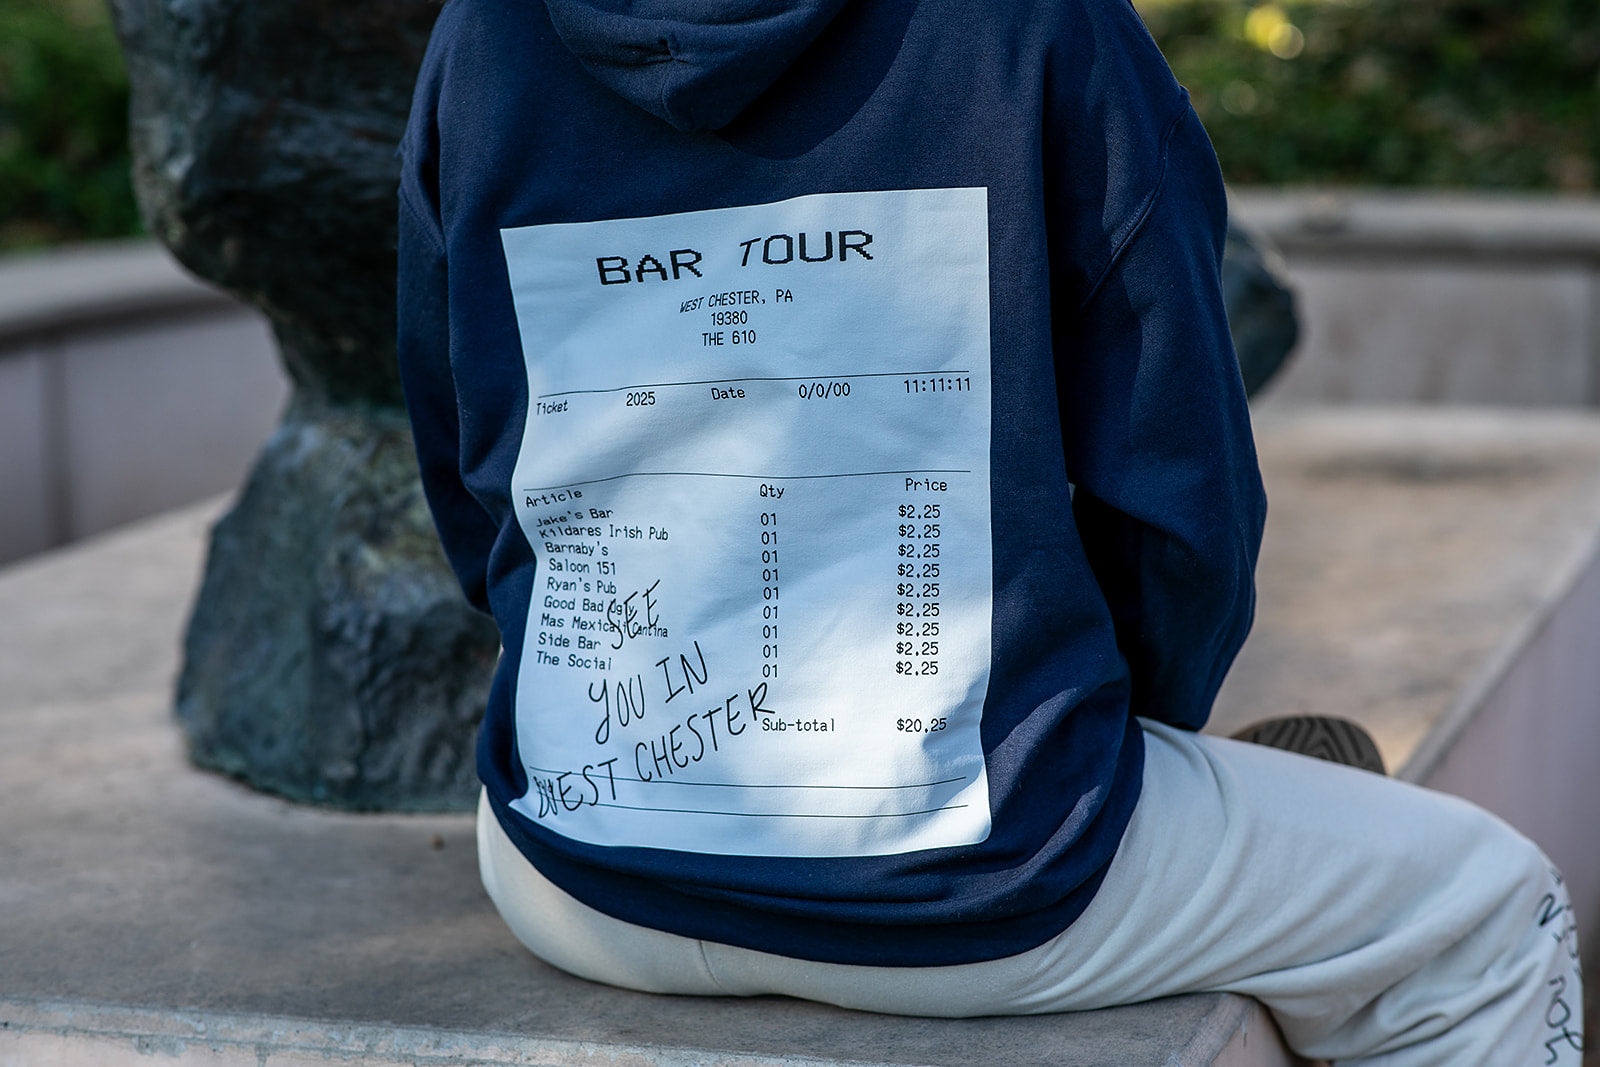 BAR TOUR
WEST CHESTER, PA
19380
THE 610
Ticket 2025 Date 0/0/00 11:11:11
Article Qty Price
Jake's Bar 01 $2.25
Kildares Irish Pub 01 $2.25
Barnaby's 01 $2.25
Saloon 151 01 $2.25
Ryan's Pub 01 $2.25
Good Bad Ugly 01 $2.25
Mas Mexicali Cantina 01 $2.25
Side Bar 01 $2.25
The Social 01 $2.25
Sub-total $20.25
SEE
YOU IN
WEST CHESTER
YOU